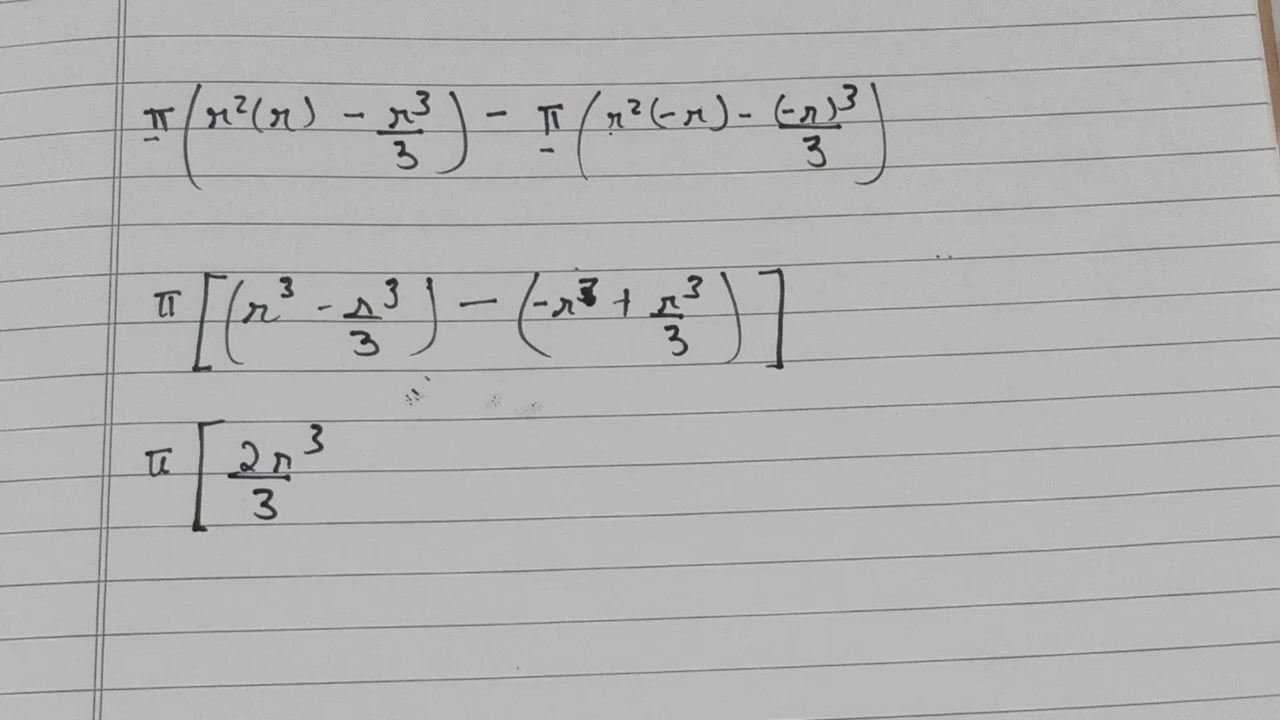 π(r²(r) - r³/3) - π(r²(-r) - (-r)³/3)
π[(r³ - r³/3) - (-r³ + r³/3)]
π[2r³/3